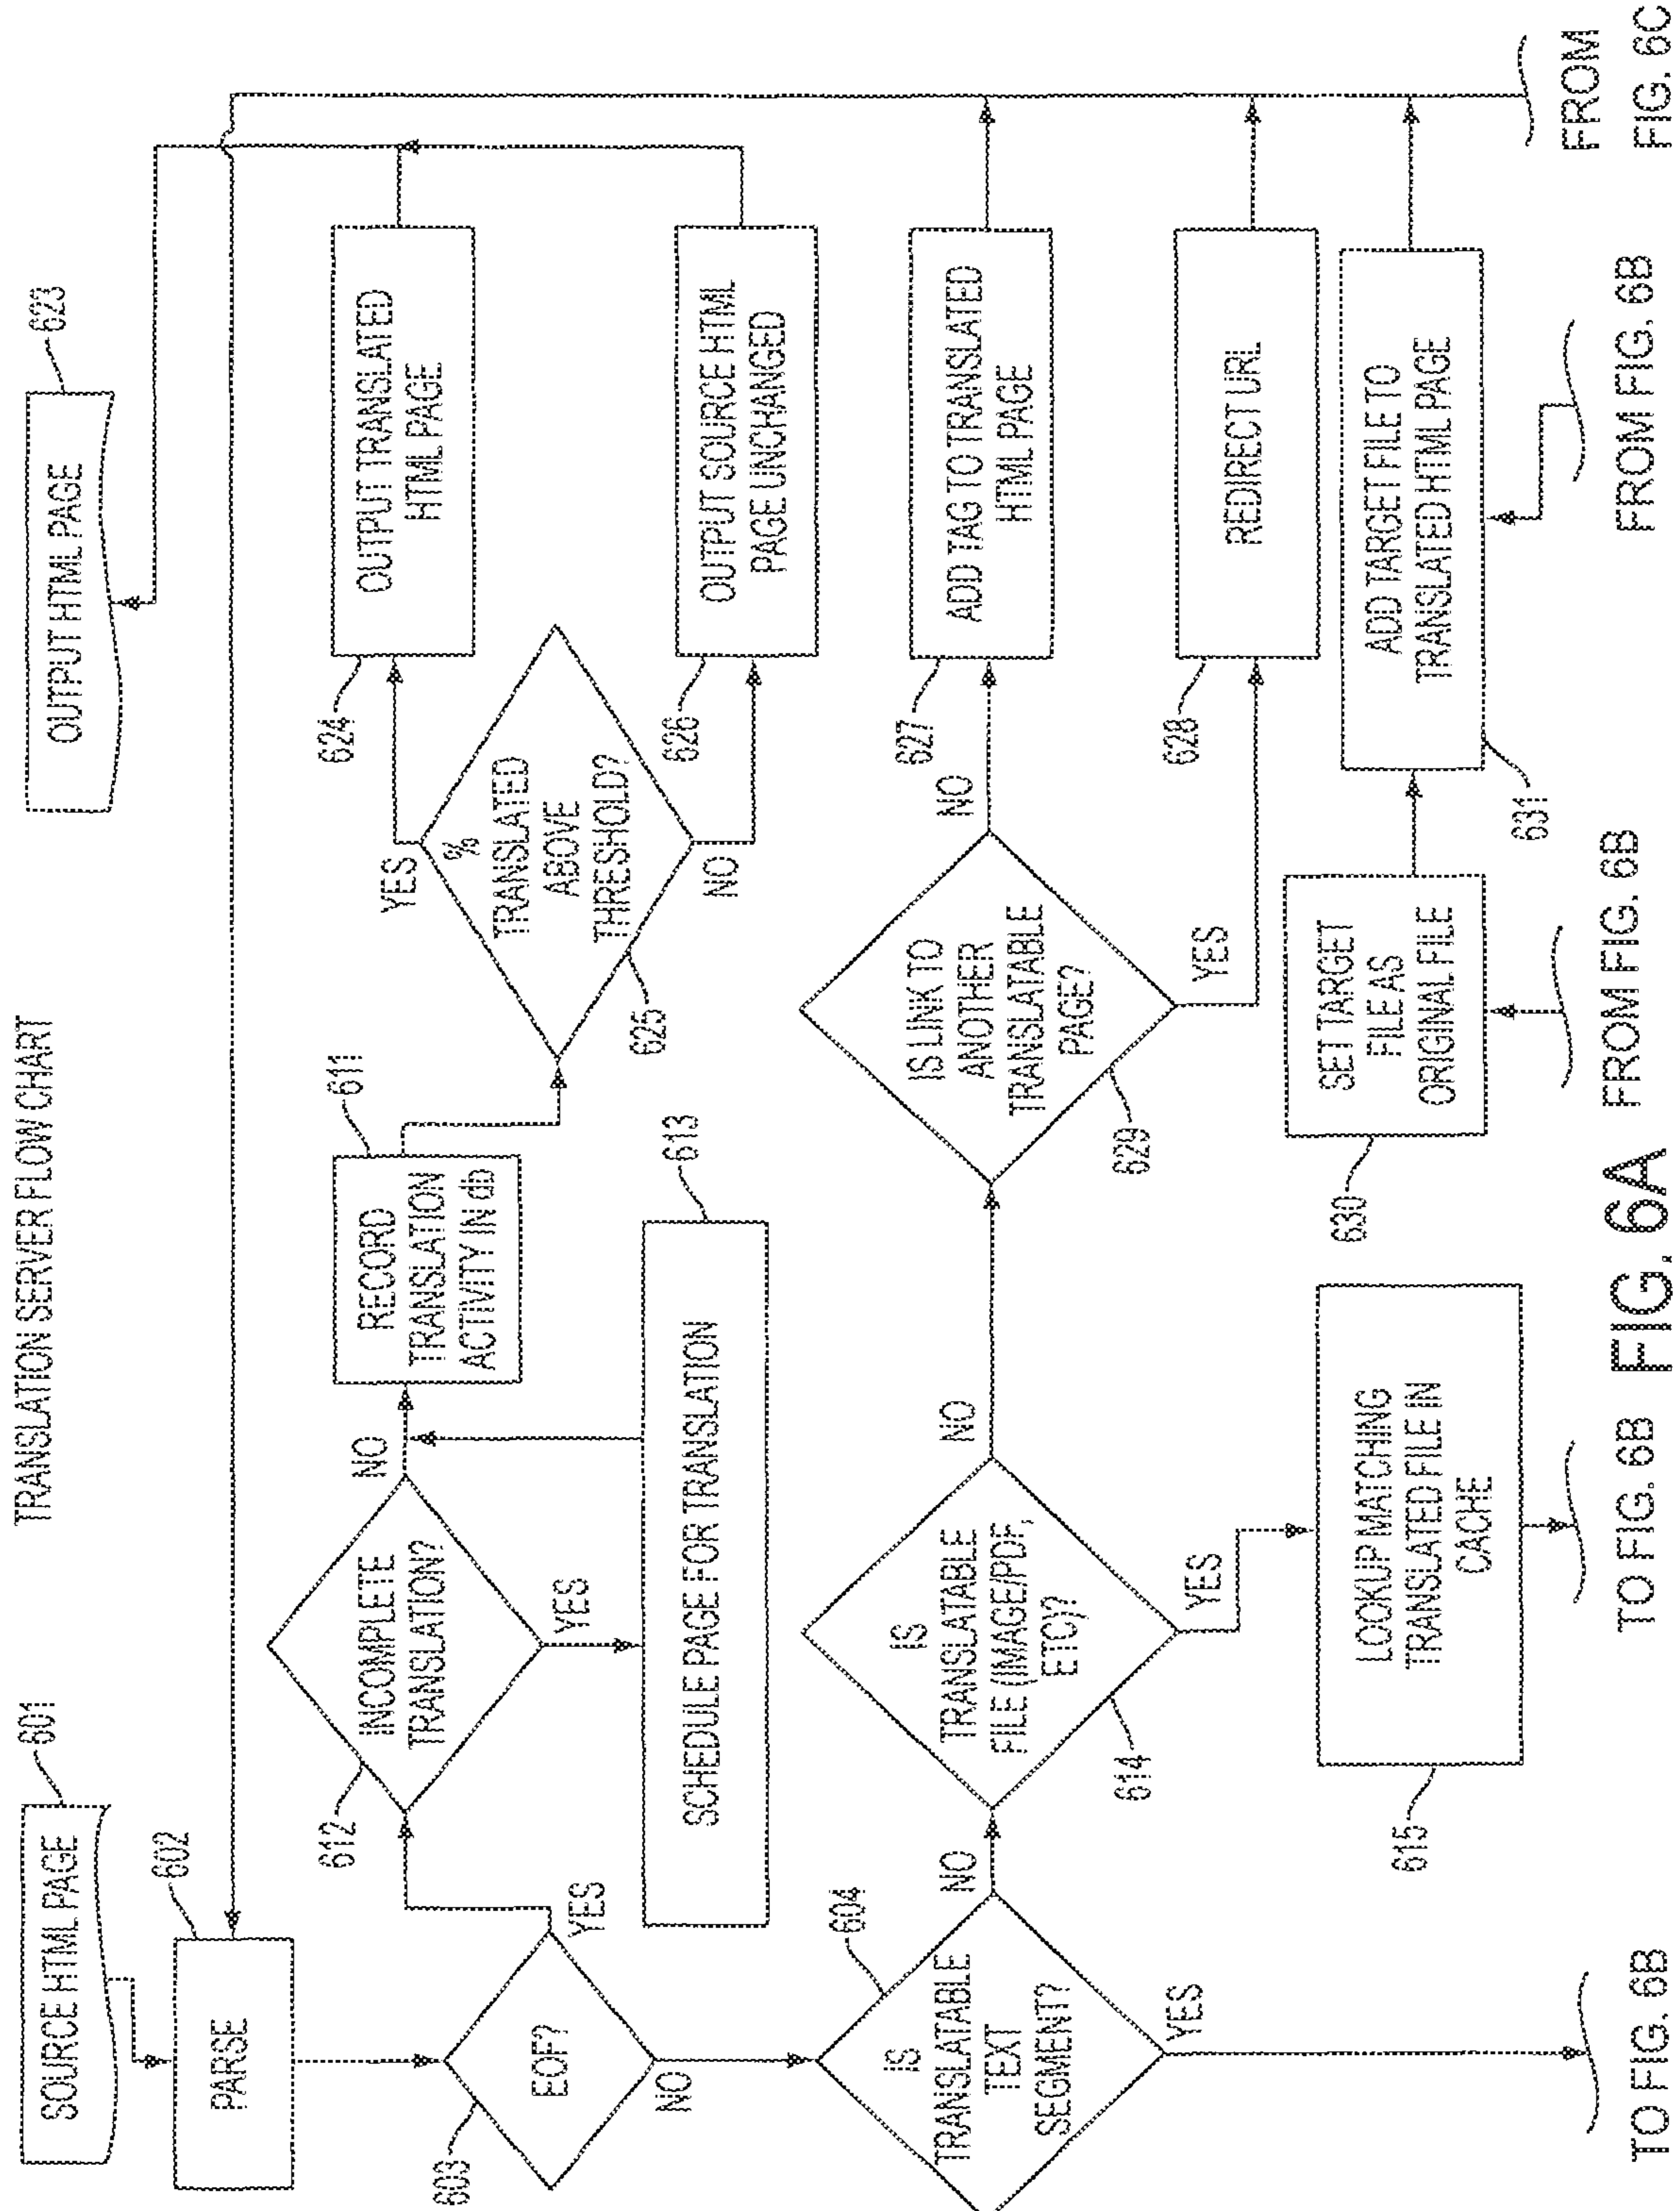 TRANSLATION SERVER FLOW CHART
SOURCE HTML PAGE
601
OUTPUT HTML PAGE
623
602
PARSE
603
EOF?
YES
NO
612
INCOMPLETE
TRANSLATION?
NO
YES
RECORD
TRANSLATION
ACTIVITY IN db
611
SCHEDULE PAGE FOR TRANSLATION
613
%
TRANSLATED
ABOVE
THRESHOLD?
625
YES
NO
624
OUTPUT TRANSLATED
HTML PAGE
626
OUTPUT SOURCE HTML
PAGE UNCHANGED
604
IS
TRANSLATABLE
TEXT
SEGMENT?
NO
YES
IS
TRANSLATABLE
FILE (IMAGE/PDF,
ETC)?
614
NO
YES
IS LINK TO
ANOTHER
TRANSLATABLE
PAGE?
629
NO
YES
627
ADD TAG TO TRANSLATED
HTML PAGE
628
REDIRECT URL
615
LOOKUP MATCHING
TRANSLATED FILE IN
CACHE
630
SET TARGET
FILE AS
ORIGINAL FILE
631
ADD TARGET FILE TO
TRANSLATED HTML PAGE
TO FIG. 6B
TO FIG. 6B
FIG. 6A
FROM FIG. 6B
FROM FIG. 6B
FROM
FIG. 6C